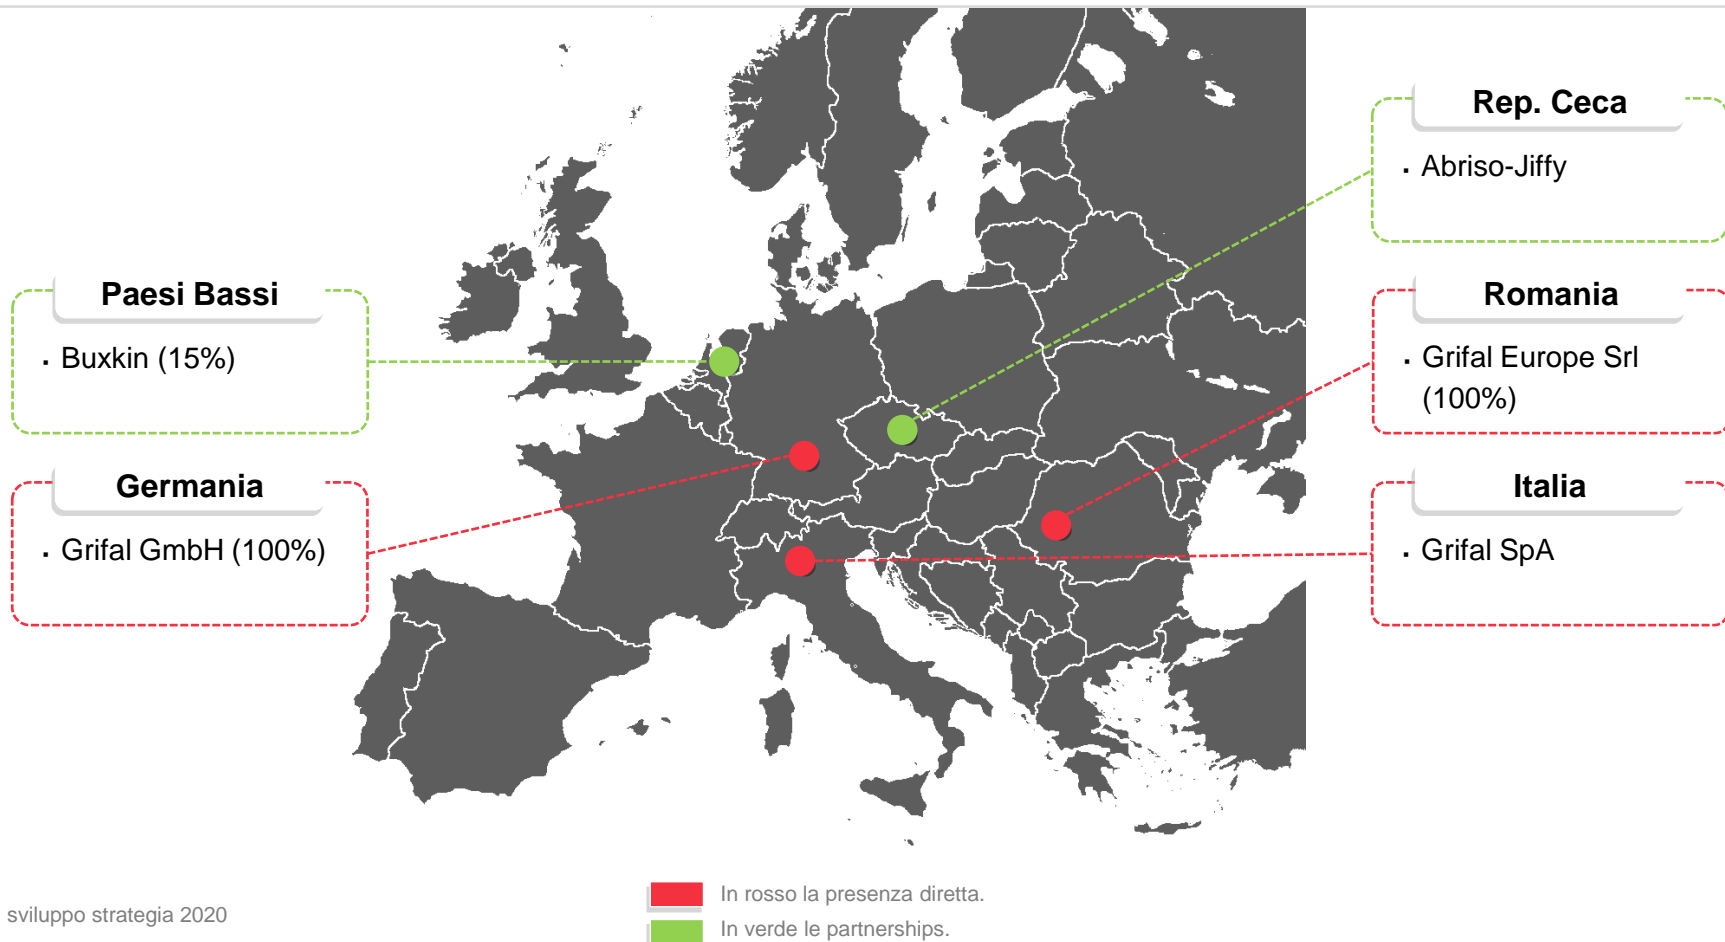 Paesi Bassi
▪ Buxkin (15%)
Germania
▪ Grifal GmbH (100%)
Rep. Ceca
▪ Abriso-Jiffy
Romania
▪ Grifal Europe Srl
(100%)
Italia
▪ Grifal SpA
In rosso la presenza diretta.
In verde le partnerships.
sviluppo strategia 2020